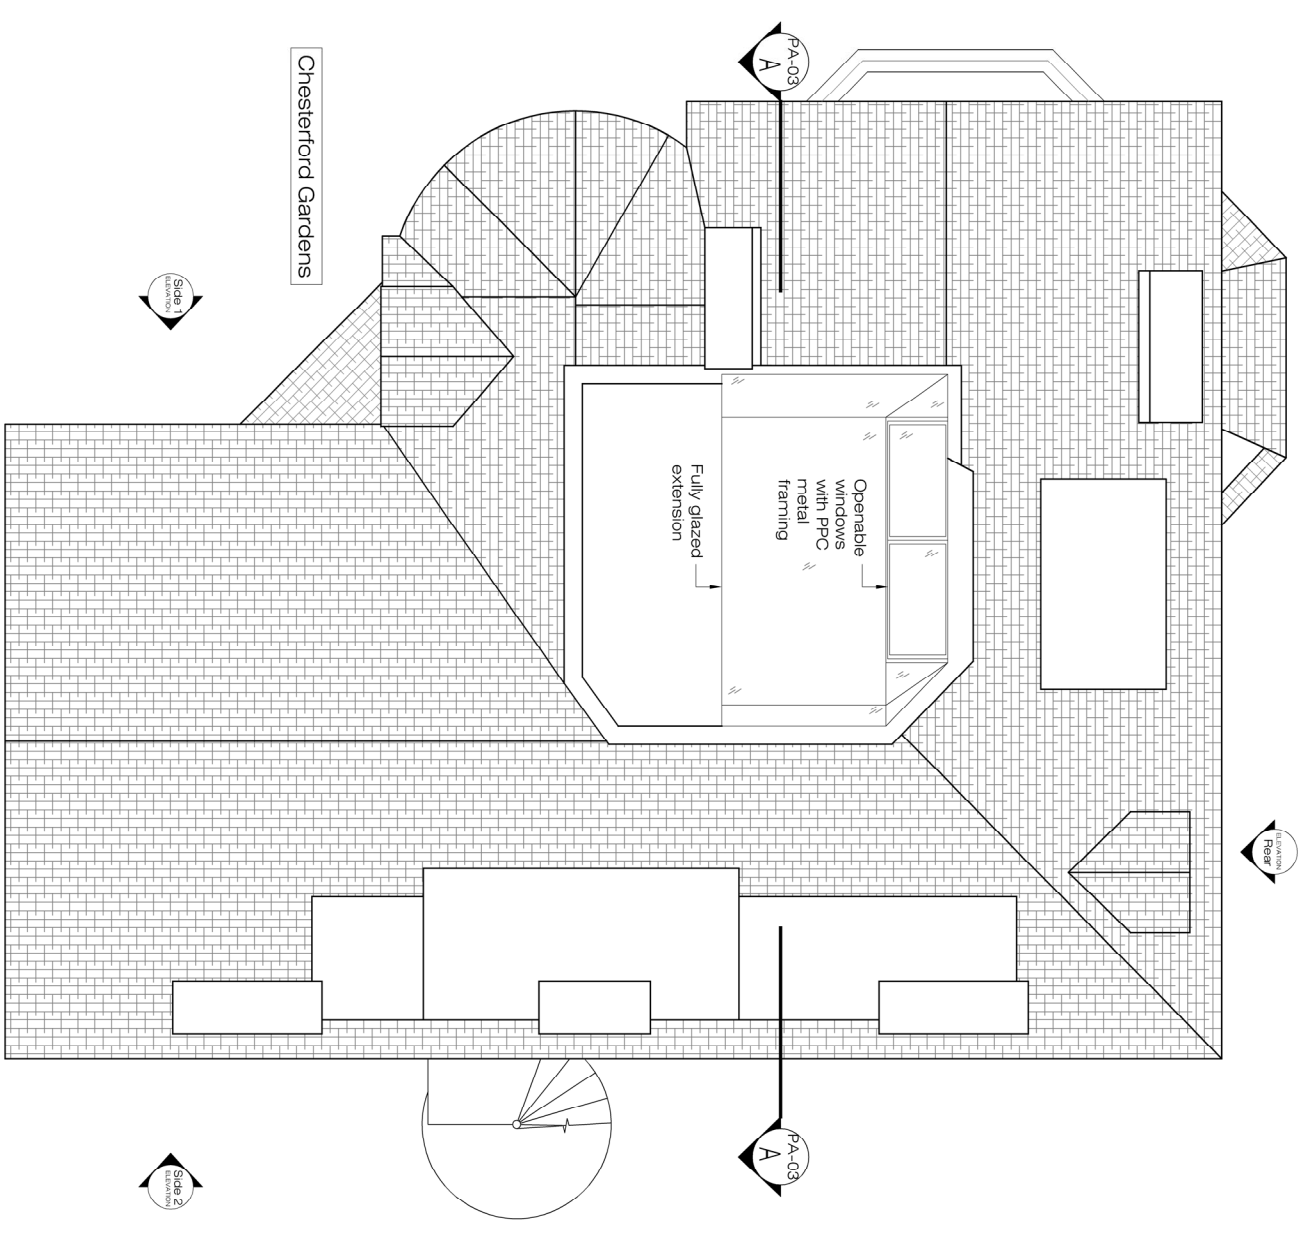 Chesterford Gardens
PA-03
A
Side 1
ELEVATION
Openable
windows
with PPC
metal
framing
Fully glazed
extension
ELEVATION
Rear
PA-03
A
Side 2
ELEVATION